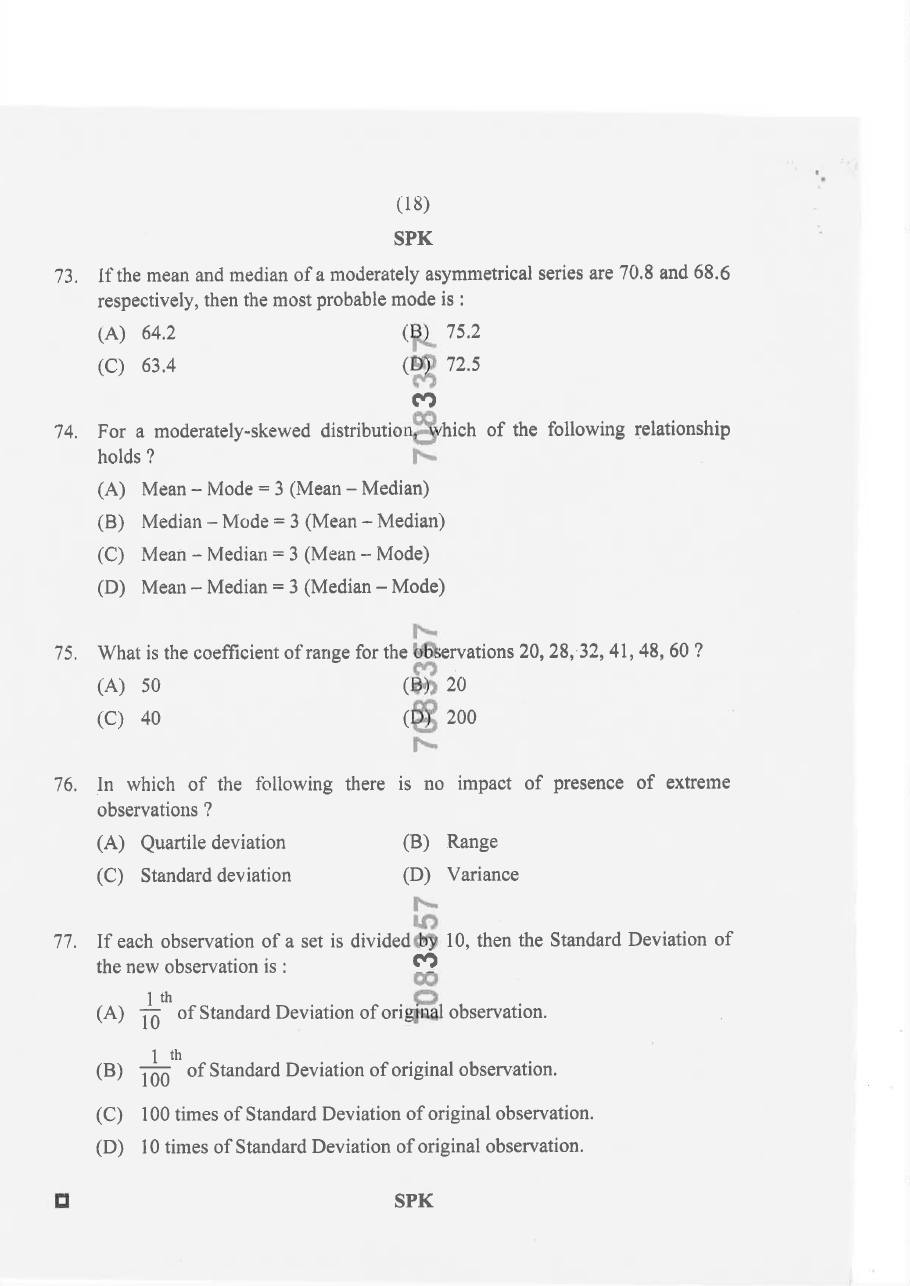 (18)
SPK
73. If the mean and median of a moderately asymmetrical series are 70.8 and 68.6
respectively, then the most probable mode is :
(A) 64.2 (B) 75.2
(C) 63.4 (D) 72.5
74. For a moderately-skewed distribution, which of the following relationship
holds ?
(A) Mean – Mode = 3 (Mean – Median)
(B) Median – Mode = 3 (Mean – Median)
(C) Mean – Median = 3 (Mean – Mode)
(D) Mean – Median = 3 (Median – Mode)
75. What is the coefficient of range for the observations 20, 28, 32, 41, 48, 60 ?
(A) 50 (B) 20
(C) 40 (D) 200
76. In which of the following there is no impact of presence of extreme
observations ?
(A) Quartile deviation (B) Range
(C) Standard deviation (D) Variance
77. If each observation of a set is divided by 10, then the Standard Deviation of
the new observation is :
(A) 1/10 th of Standard Deviation of original observation.
(B) 1/100 th of Standard Deviation of original observation.
(C) 100 times of Standard Deviation of original observation.
(D) 10 times of Standard Deviation of original observation.
SPK
7083357
7083357
7083357